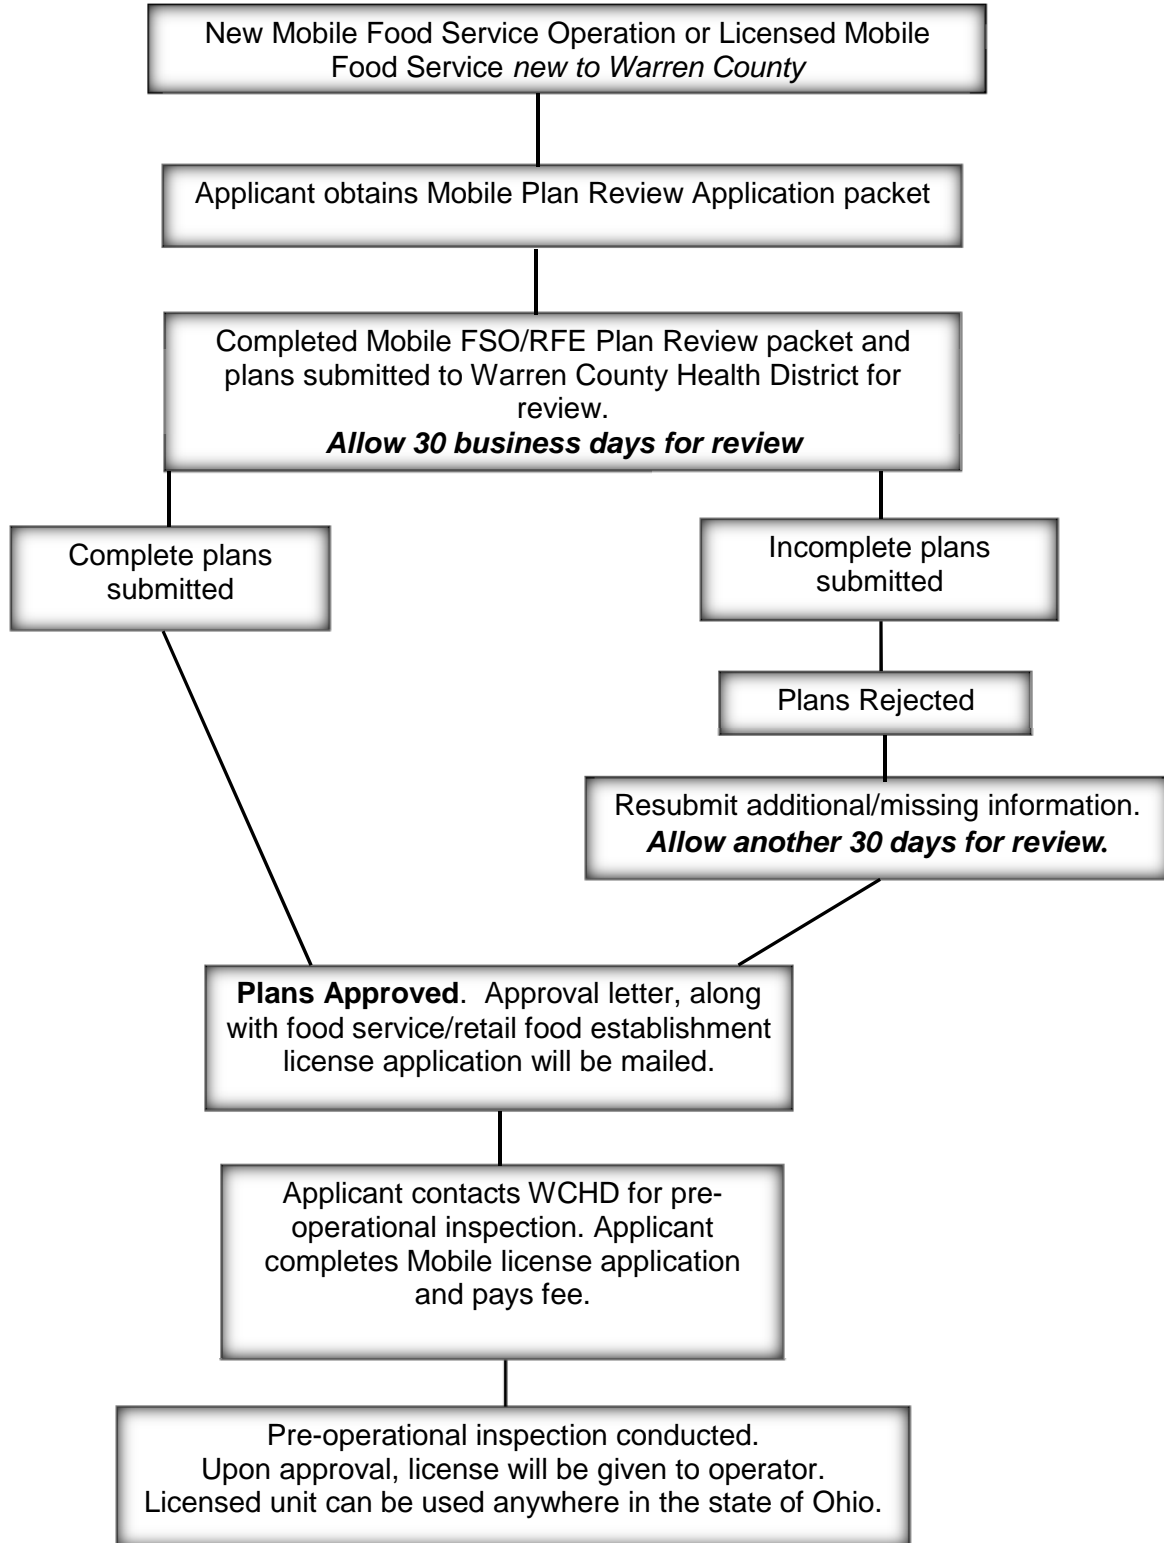 New Mobile Food Service Operation or Licensed Mobile
Food Service new to Warren County
Applicant obtains Mobile Plan Review Application packet
Completed Mobile FSO/RFE Plan Review packet and
plans submitted to Warren County Health District for
review.
Allow 30 business days for review
Complete plans
submitted
Incomplete plans
submitted
Plans Rejected
Resubmit additional/missing information.
Allow another 30 days for review.
Plans Approved. Approval letter, along
with food service/retail food establishment
license application will be mailed.
Applicant contacts WCHD for pre-
operational inspection. Applicant
completes Mobile license application
and pays fee.
Pre-operational inspection conducted.
Upon approval, license will be given to operator.
Licensed unit can be used anywhere in the state of Ohio.